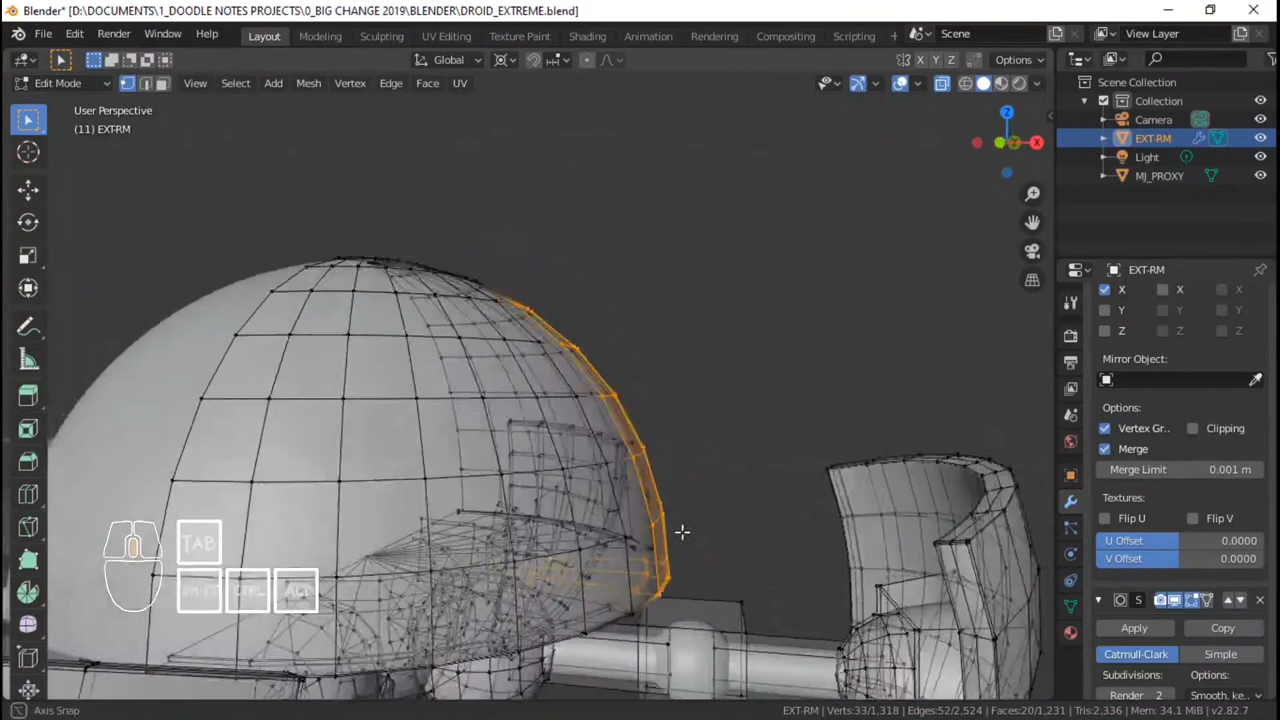 Blender* [D:\DOCUMENTS\1_DOODLE NOTES PROJECTS\0_BIG CHANGE 2019\BLENDER\DROID_EXTREME.blend]
File Edit Render Window Help Layout Modeling Sculpting UV Editing Texture Paint Shading Animation Rendering Compositing Scripting + Scene View Layer
Global X Y Z Options
Edit Mode View Select Add Mesh Vertex Edge Face UV
User Perspective
(11) EXTRM
Z
X
Scene Collection
Collection
Camera
EXT-RM
Light
MJ_PROXY
EXT-RM
X X X
Y Y Y
Z Z Z
Mirror Object:
Options:
Vertex Gr.. Clipping
Merge
Merge Limit 0.001 m
Textures:
Flip U Flip V
U Offset 0.0000
V Offset 0.0000
S
Apply Copy
Catmull-Clark Simple
Subdivisions: Options:
Render 2 Smooth, ke...
TAB
SHIFT CTRL ALT
Axis Snap
EXT-RM | Verts:33/1,318 | Edges:52/2,524 | Faces:20/1,231 | Tris:2,336 | Mem: 34.1 MiB | v2.82.7